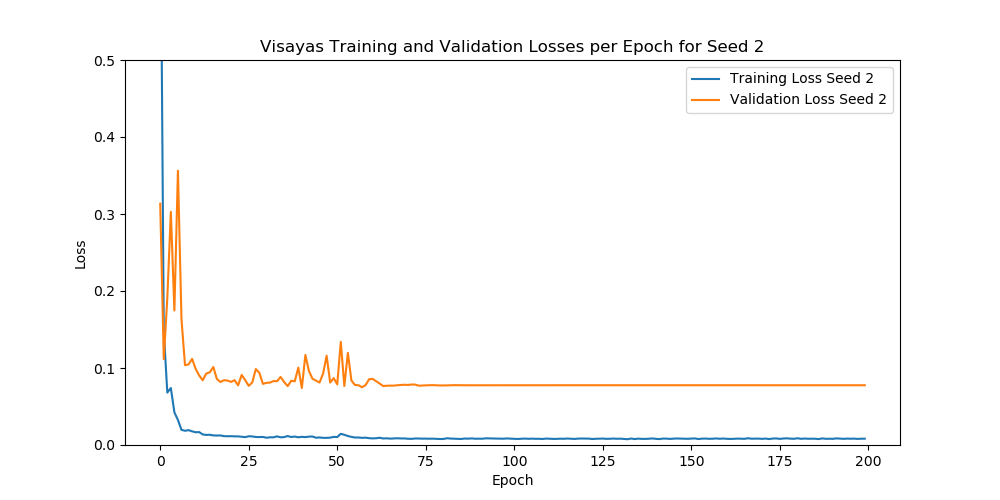 Visayas Training and Validation Losses per Epoch for Seed 2
Training Loss Seed 2
Validation Loss Seed 2
Loss
0.5
0.4
0.3
0.2
0.1
0.0
0 25 50 75 100 125 150 175 200
Epoch